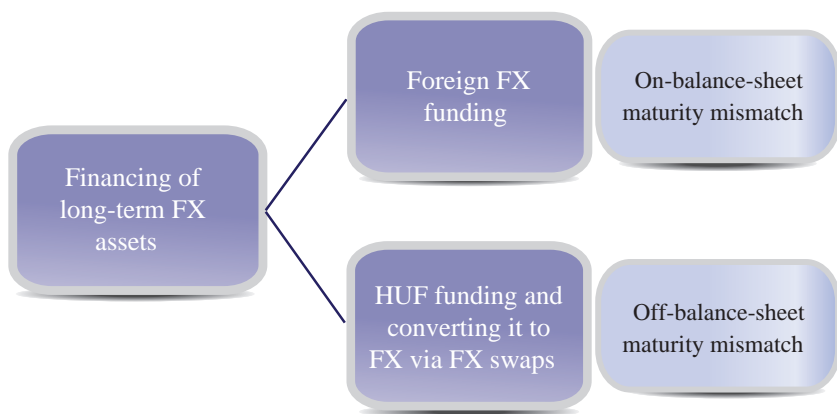 Financing of
long-term FX
assets
Foreign FX
funding
On-balance-sheet
maturity mismatch
HUF funding and
converting it to
FX via FX swaps
Off-balance-sheet
maturity mismatch